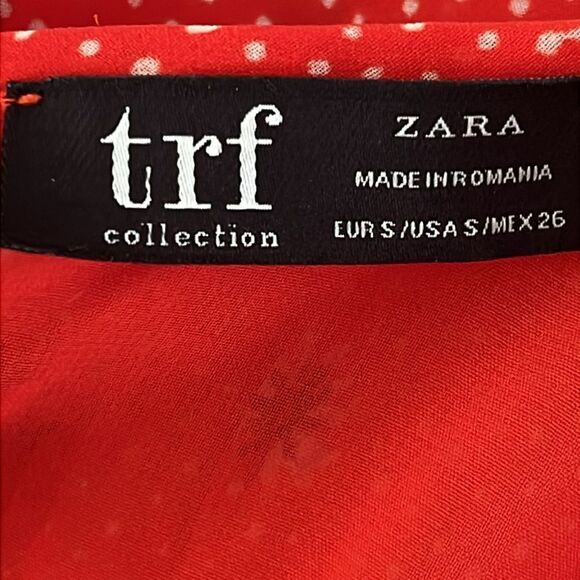 trf
collection
ZARA
MADE IN ROMANIA
EUR S/USA S/MEX 26